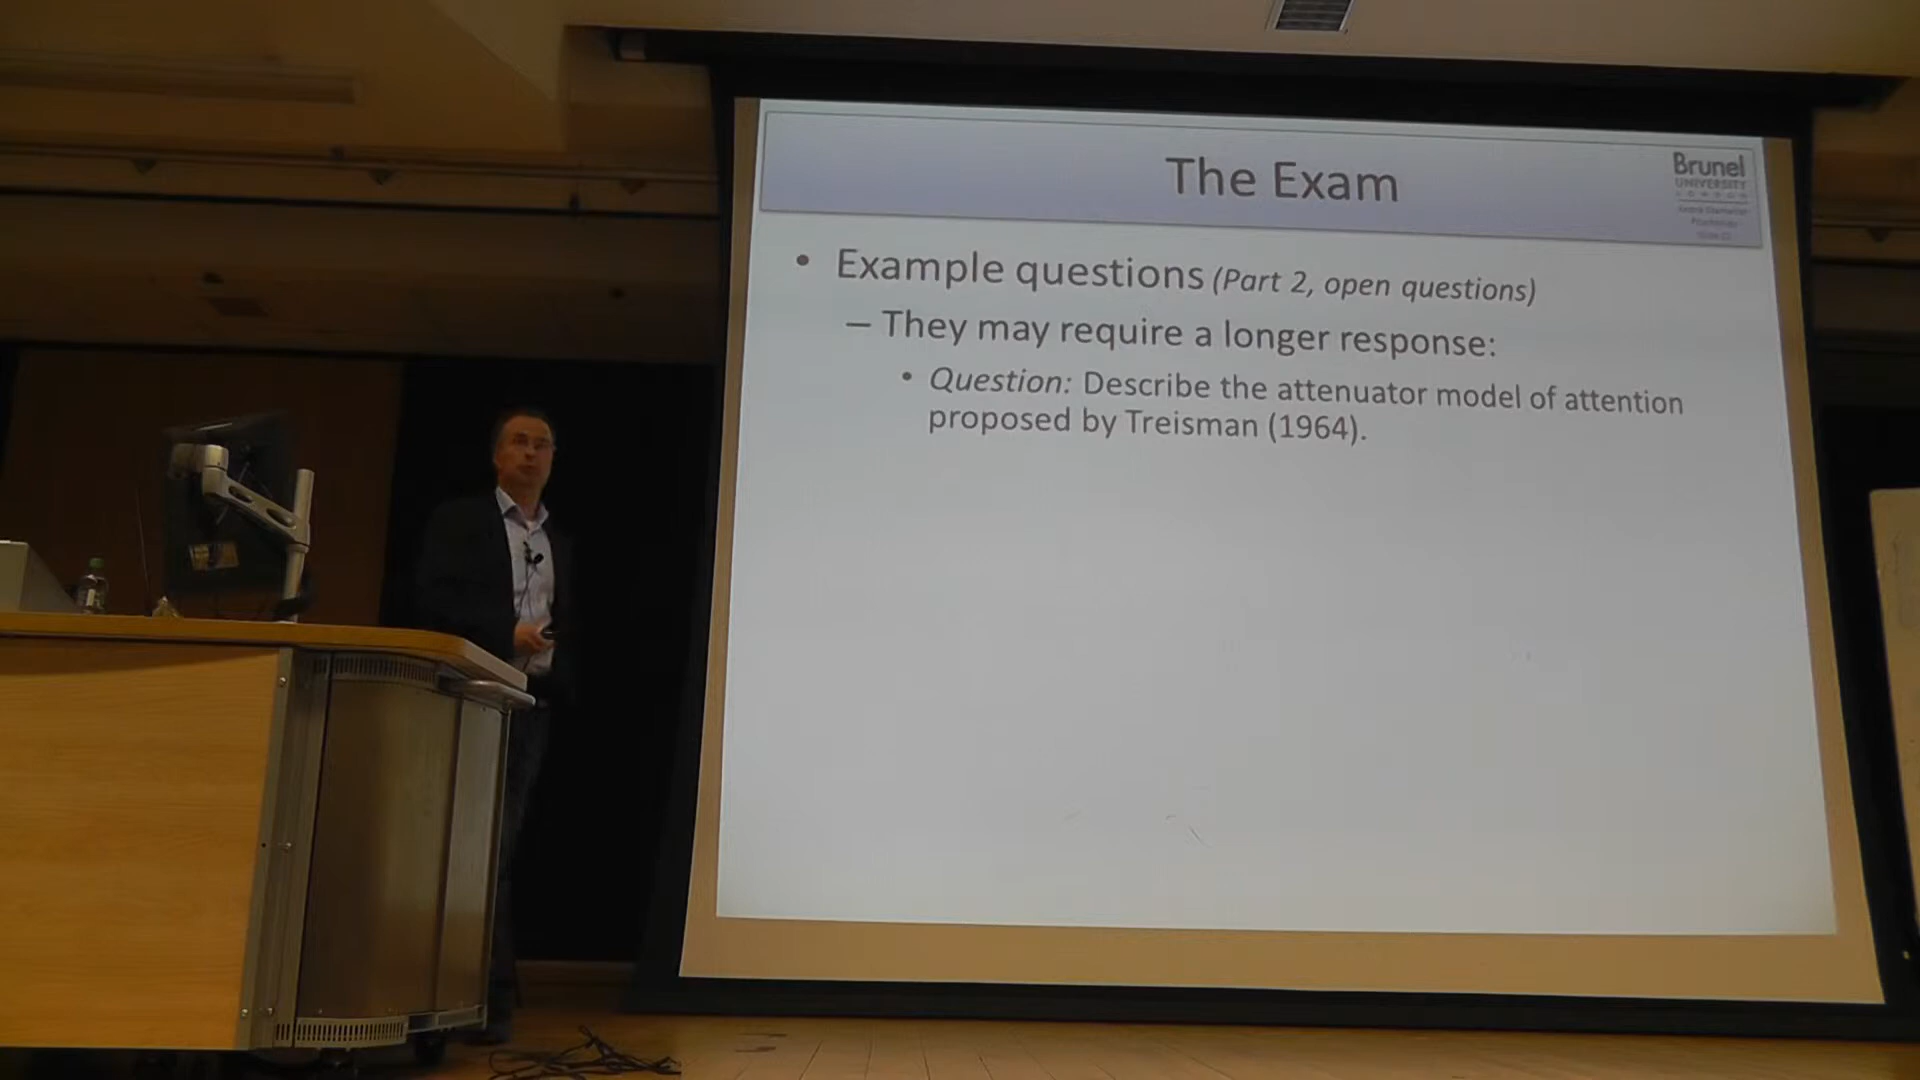 The Exam
Brunel
UNIVERSITY
• Example questions (Part 2, open questions)
– They may require a longer response:
• Question: Describe the attenuator model of attention
proposed by Treisman (1964).